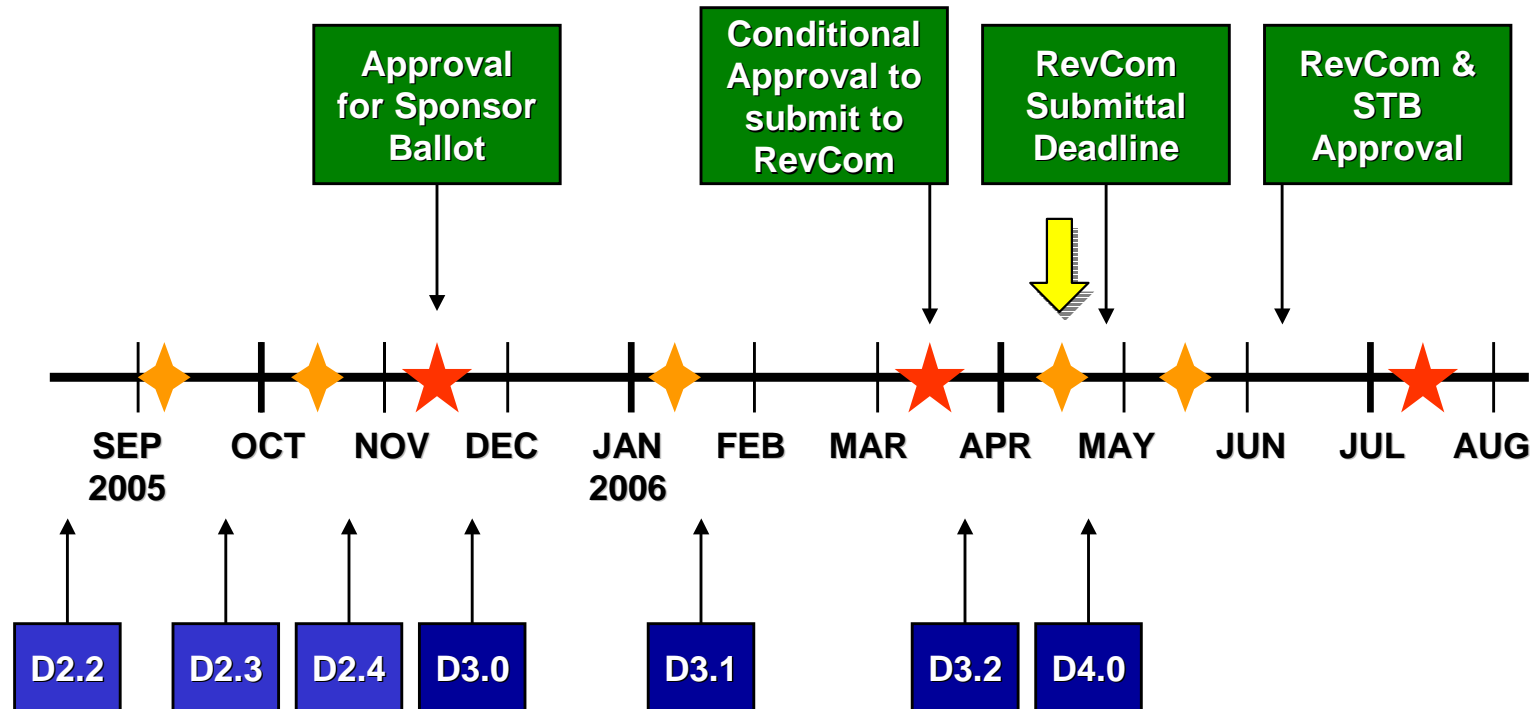 Approval
for Sponsor
Ballot
Conditional
Approval to
submit to
RevCom
RevCom
Submittal
Deadline
RevCom &
STB
Approval
SEP
2005
OCT
NOV
DEC
JAN
2006
FEB
MAR
APR
MAY
JUN
JUL
AUG
D2.2
D2.3
D2.4
D3.0
D3.1
D3.2
D4.0